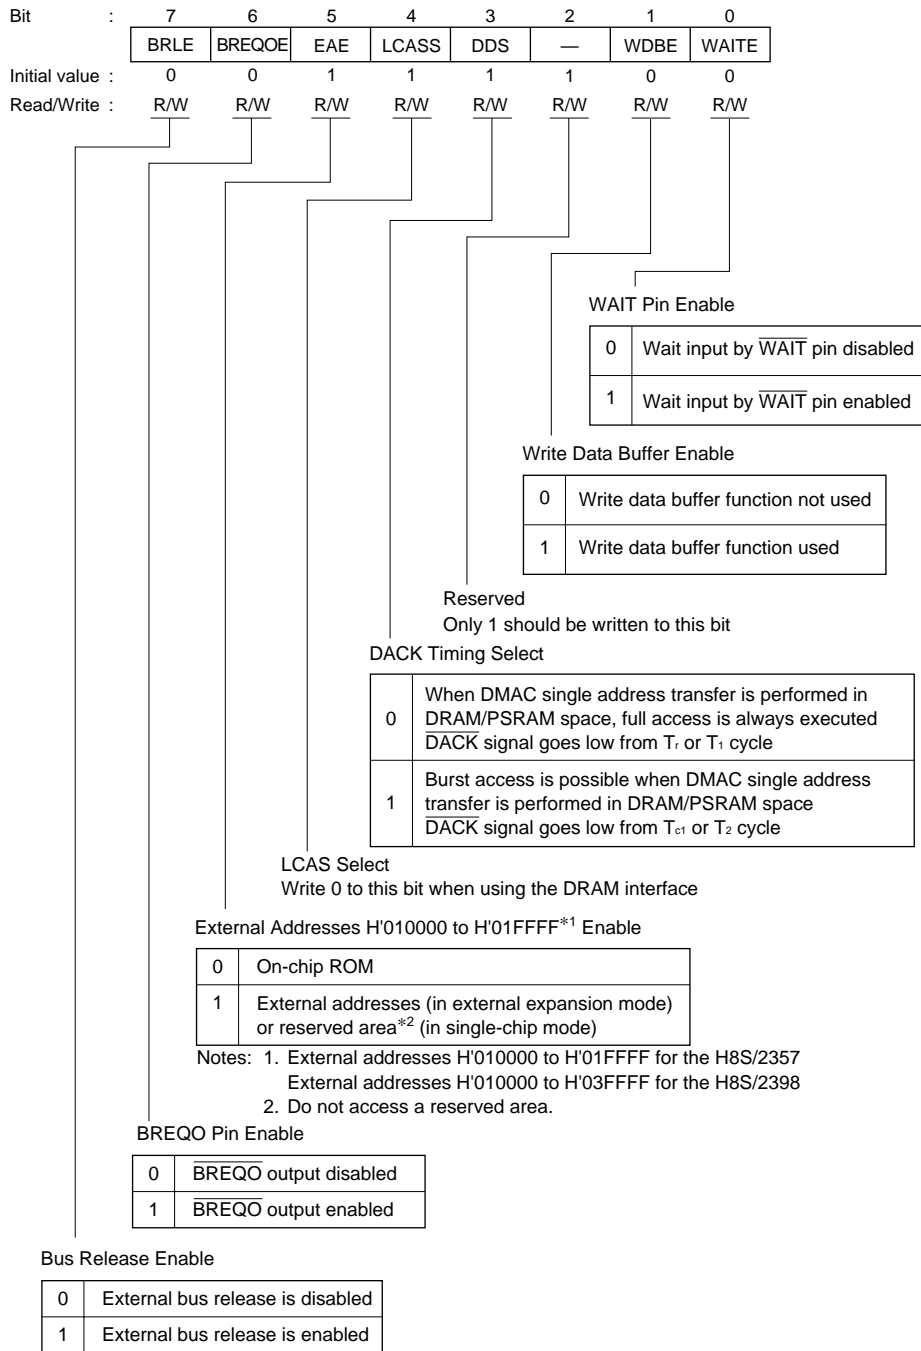 Bit : 7 6 5 4 3 2 1 0
BRLE BREQOE EAE LCASS DDS — WDBE WAITE
Initial value : 0 0 1 1 1 1 0 0
Read/Write : R/W R/W R/W R/W R/W R/W R/W R/W
WAIT Pin Enable
0 Wait input by WAIT pin disabled
1 Wait input by WAIT pin enabled
Write Data Buffer Enable
0 Write data buffer function not used
1 Write data buffer function used
Reserved
Only 1 should be written to this bit
DACK Timing Select
0 When DMAC single address transfer is performed in
DRAM/PSRAM space, full access is always executed
DACK signal goes low from Tr or T1 cycle
1 Burst access is possible when DMAC single address
transfer is performed in DRAM/PSRAM space
DACK signal goes low from Tc1 or T2 cycle
LCAS Select
Write 0 to this bit when using the DRAM interface
External Addresses H'010000 to H'01FFFF*1 Enable
0 On-chip ROM
1 External addresses (in external expansion mode)
or reserved area*2 (in single-chip mode)
Notes: 1. External addresses H'010000 to H'01FFFF for the H8S/2357
External addresses H'010000 to H'03FFFF for the H8S/2398
2. Do not access a reserved area.
BREQO Pin Enable
0 BREQO output disabled
1 BREQO output enabled
Bus Release Enable
0 External bus release is disabled
1 External bus release is enabled